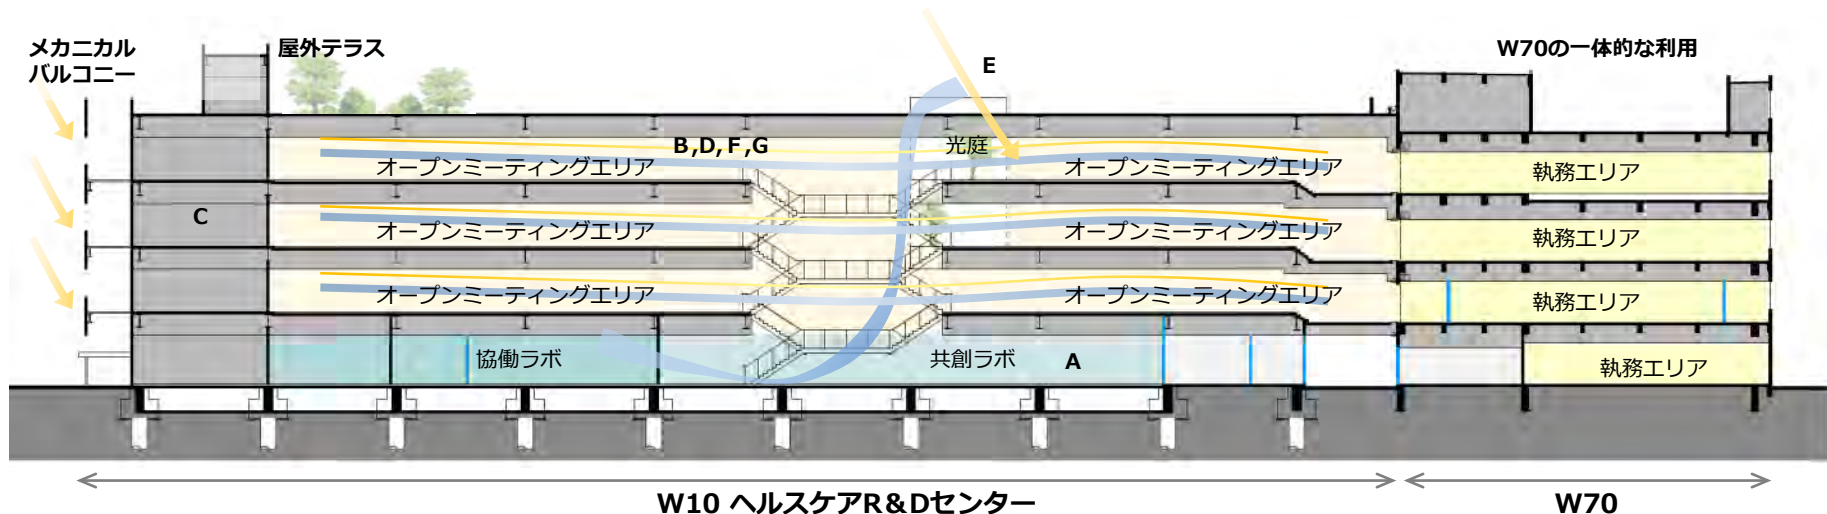 メカニカル
バルコニー
屋外テラス
E
W70の一体的な利用
B,D,F,G
光庭
オープンミーティングエリア
オープンミーティングエリア
執務エリア
C
オープンミーティングエリア
オープンミーティングエリア
執務エリア
オープンミーティングエリア
オープンミーティングエリア
執務エリア
協働ラボ
共創ラボ
A
執務エリア
W10 ヘルスケアR&Dセンター
W70